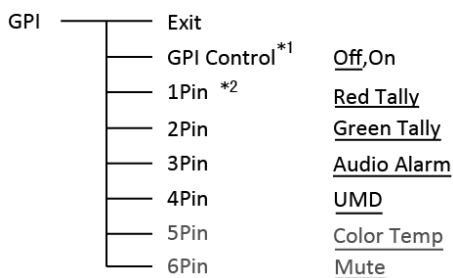 GPI Exit
GPI Control*1 Off,On
1Pin *2 Red Tally
2Pin Green Tally
3Pin Audio Alarm
4Pin UMD
5Pin Color Temp
6Pin Mute